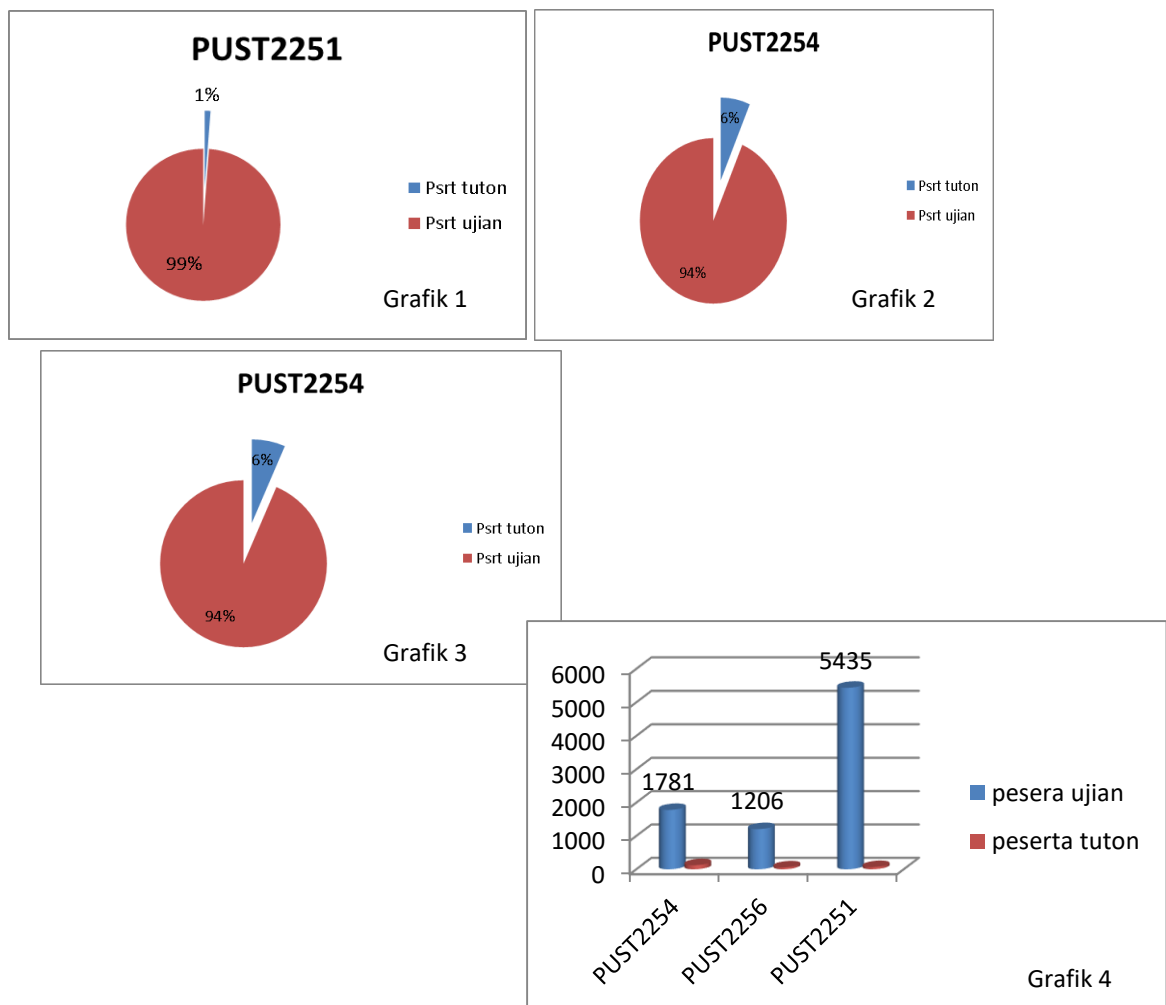 PUST2251
1%
99%
Psrt tuton
Psrt ujian
Grafik 1
PUST2254
6%
94%
Psrt tuton
Psrt ujian
Grafik 2
PUST2254
6%
94%
Psrt tuton
Psrt ujian
Grafik 3
6000
5000
4000
3000
2000
1000
0
1781
1206
5435
PUST2254
PUST2256
PUST2251
pesera ujian
peserta tuton
Grafik 4